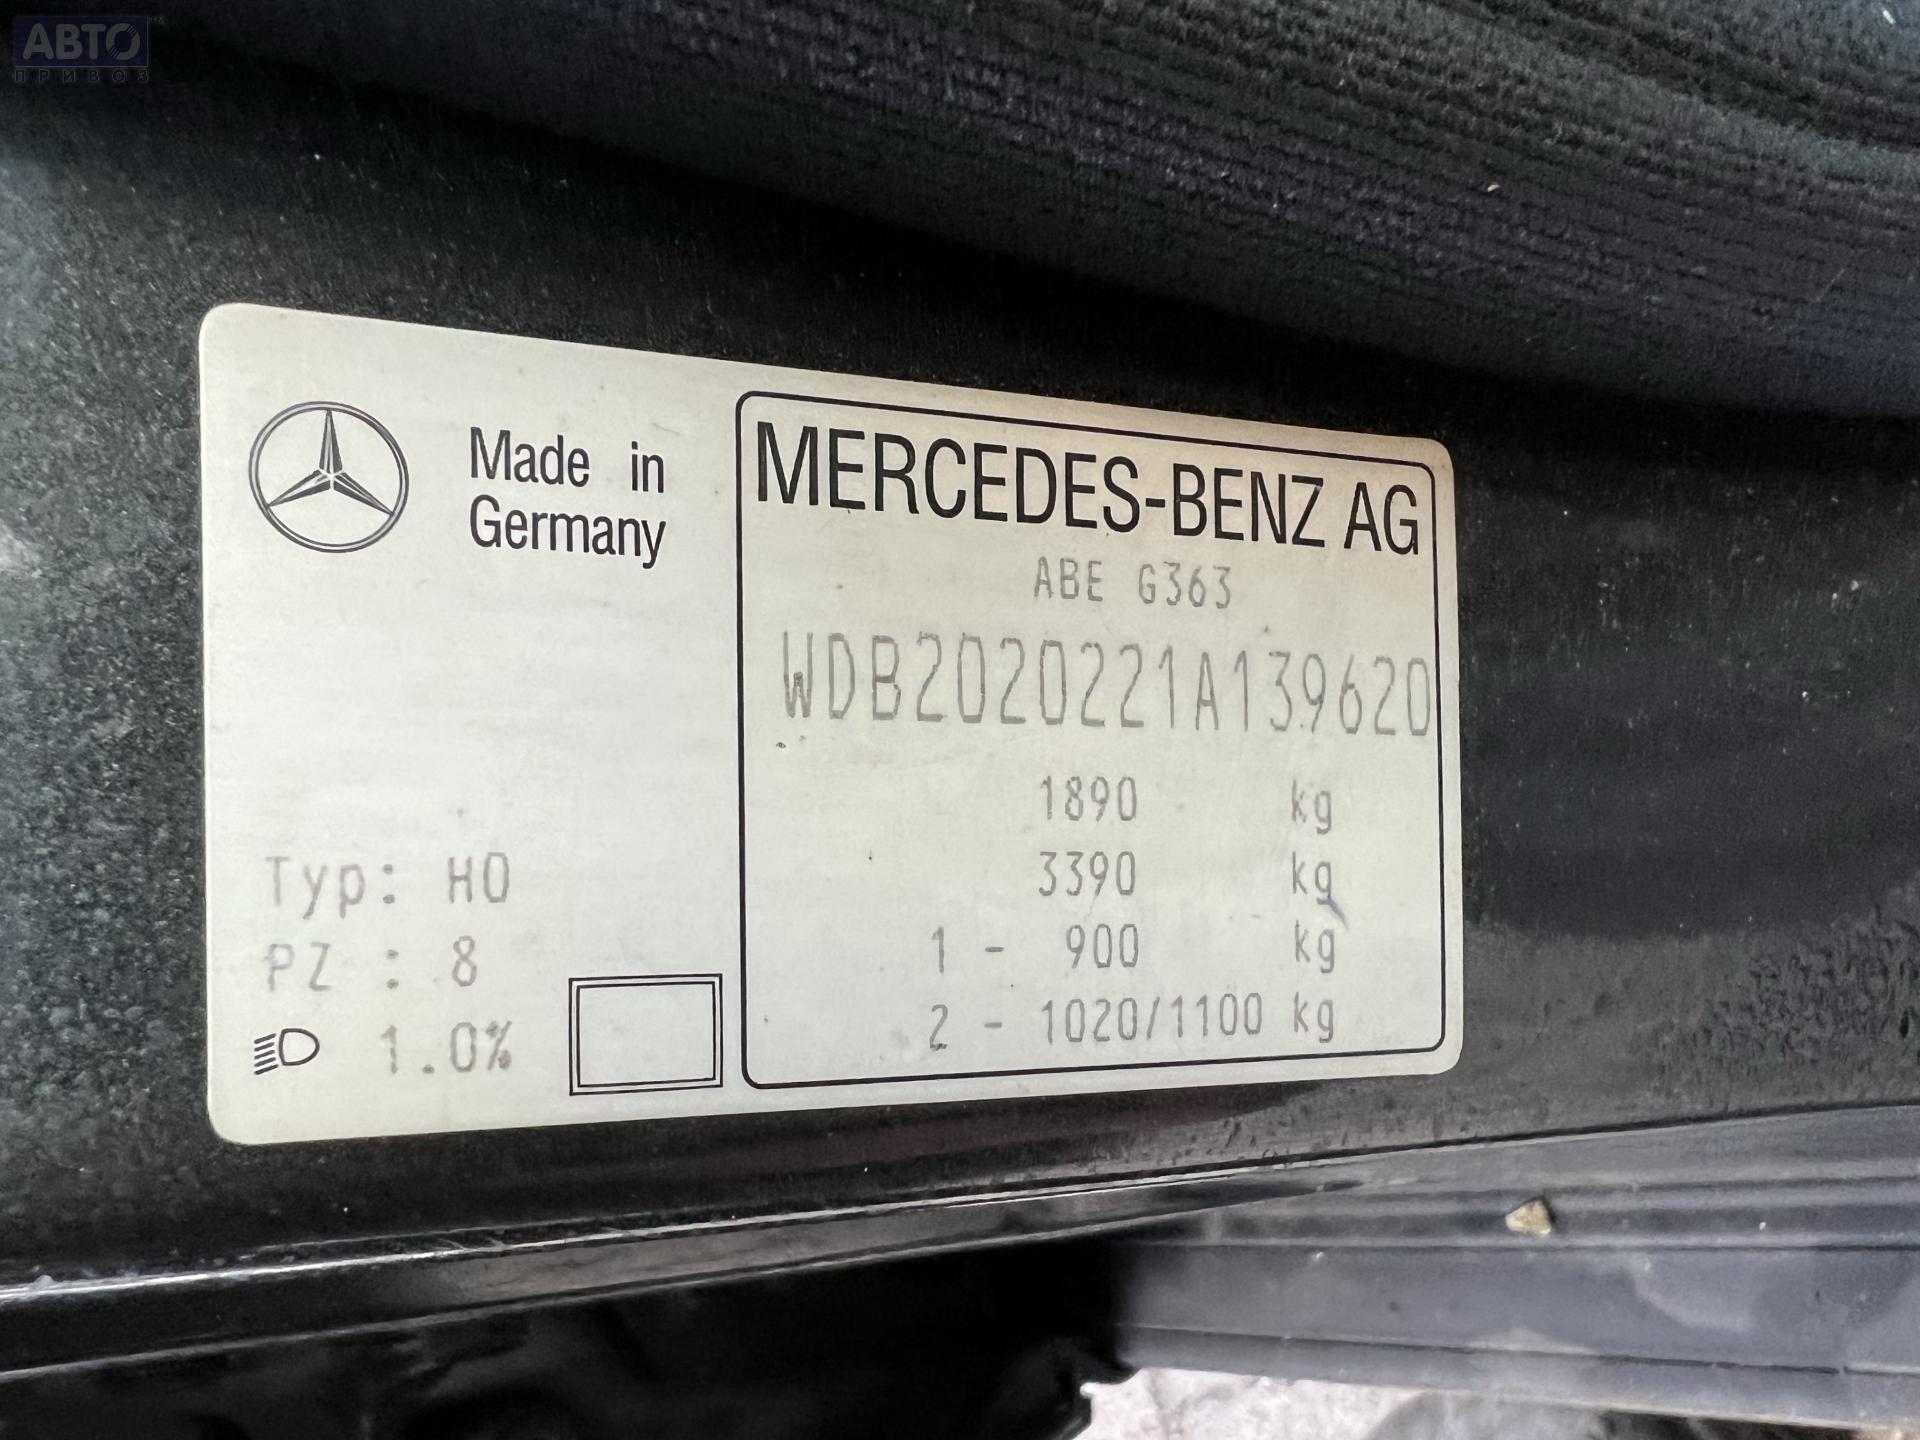 АВТО
ПРИВОЗ
Made in
Germany
Typ: HO
PZ : 8
1.0%
MERCEDES-BENZ AG
ABE G363
WDB2020221A139620
1890 kg
3390 kg
1 - 900 kg
2 - 1020/1100 kg